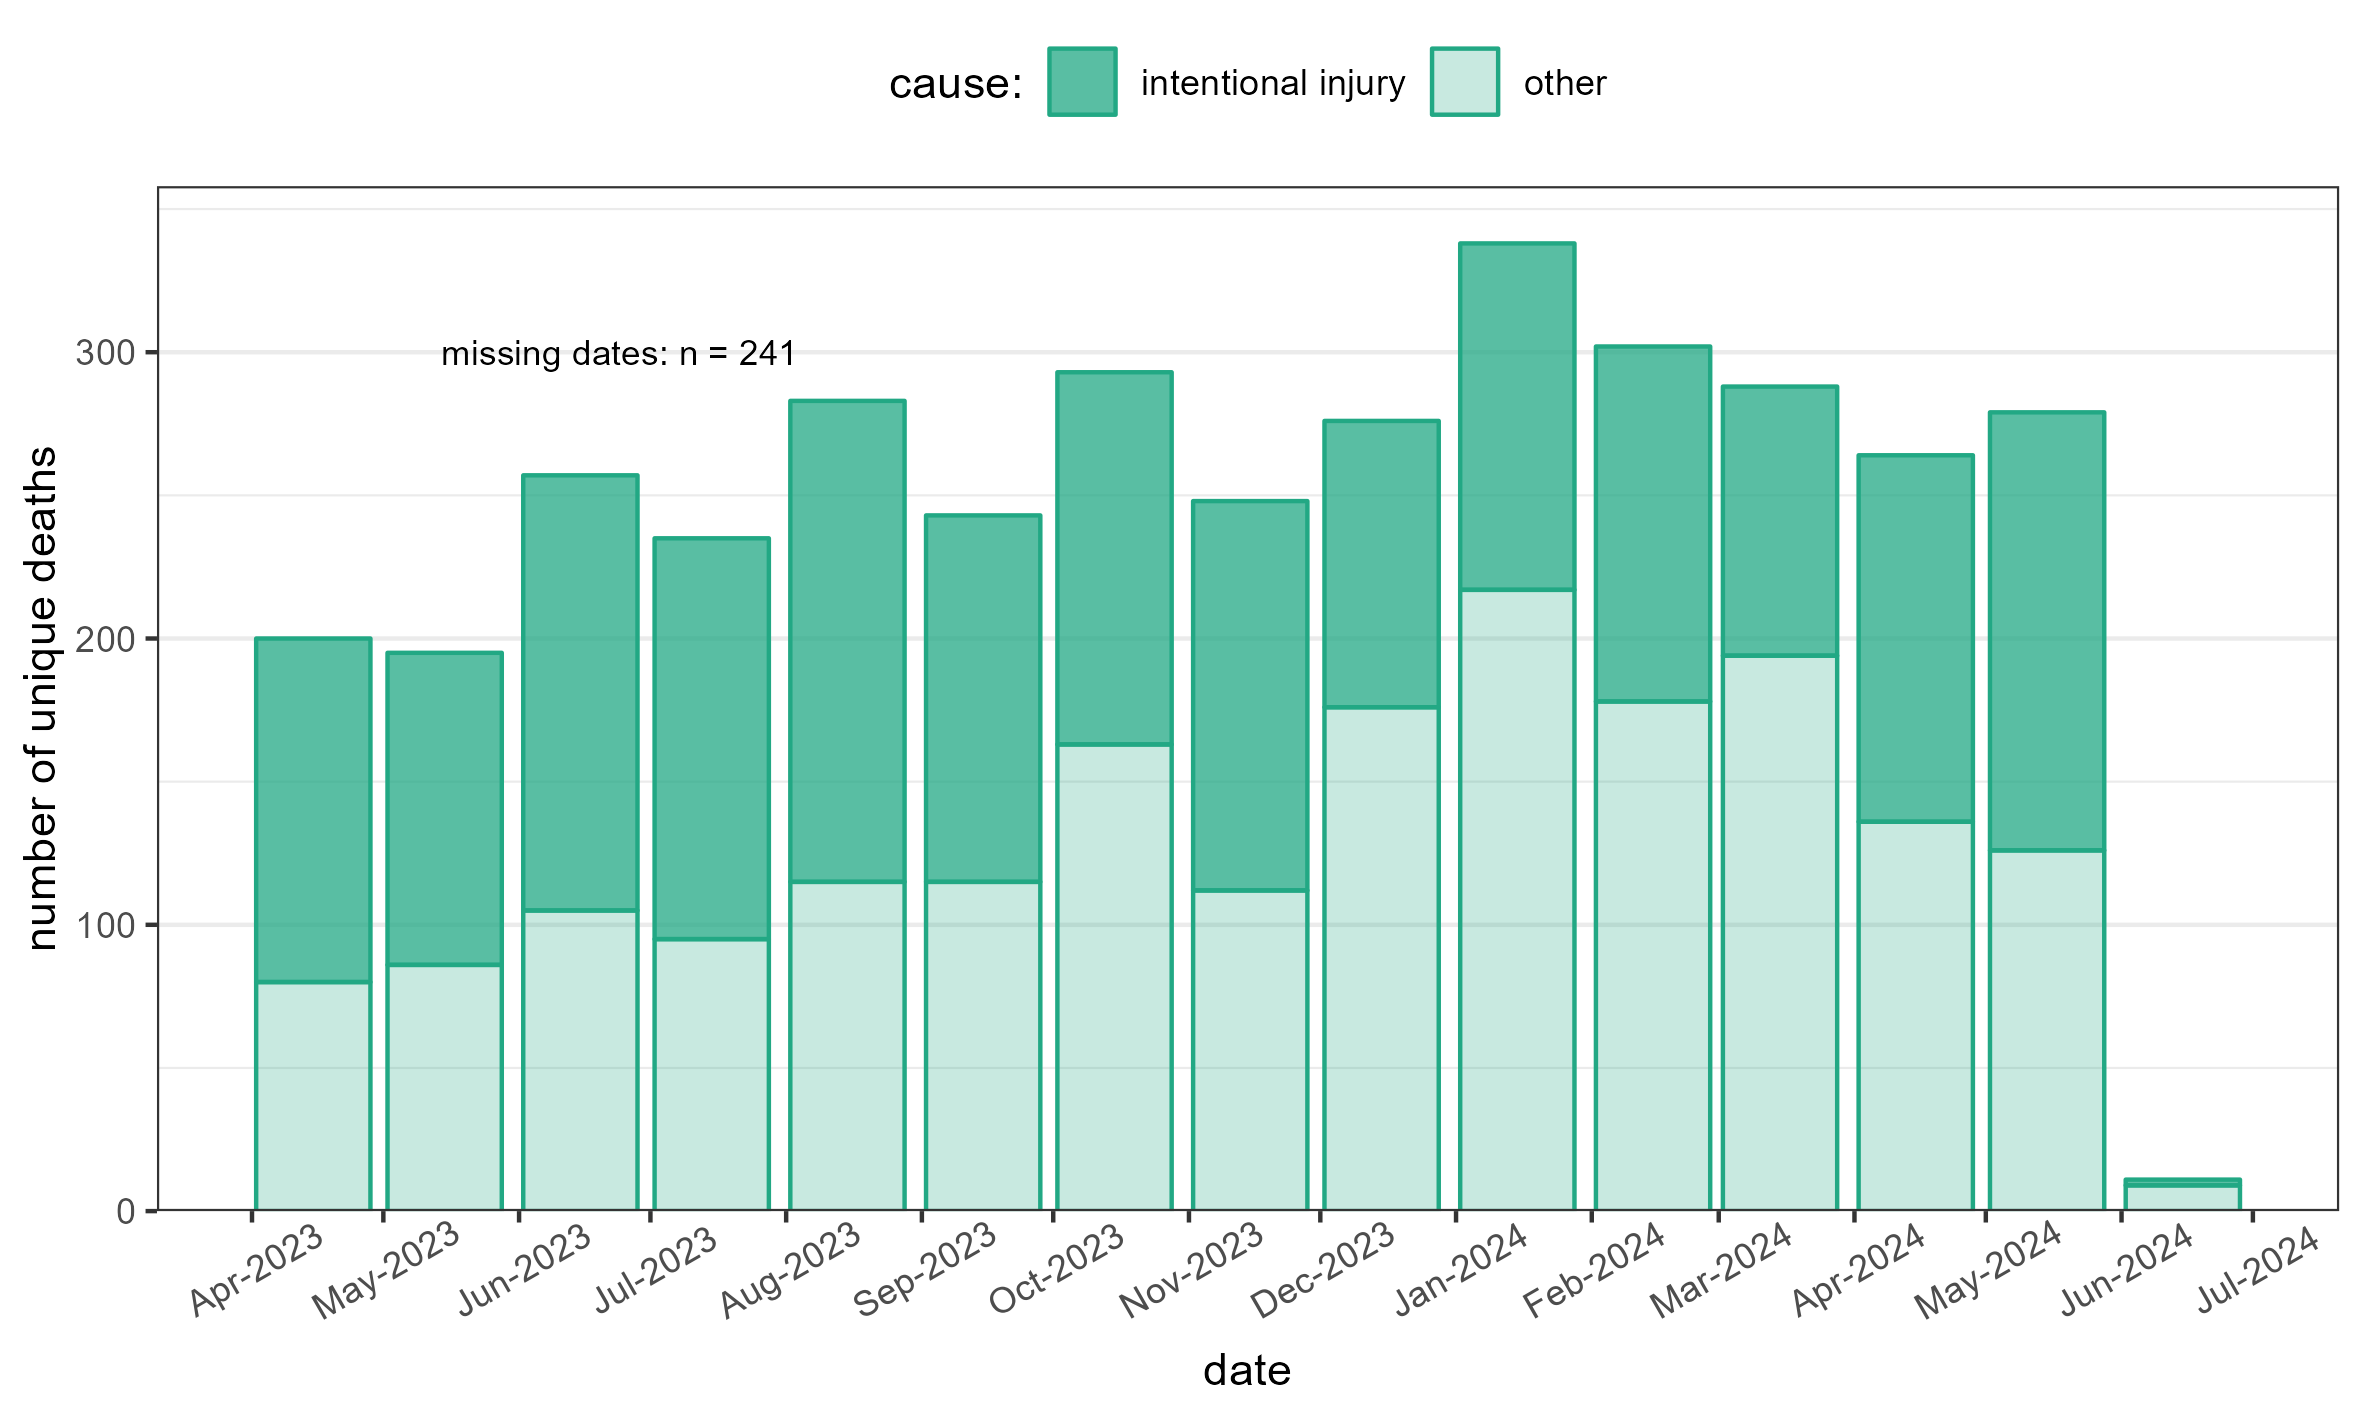 cause: intentional injury other
missing dates: n = 241
number of unique deaths
300
200
100
0
Apr-2023 May-2023 Jun-2023 Jul-2023 Aug-2023 Sep-2023 Oct-2023 Nov-2023 Dec-2023 Jan-2024 Feb-2024 Mar-2024 Apr-2024 May-2024 Jun-2024 Jul-2024
date